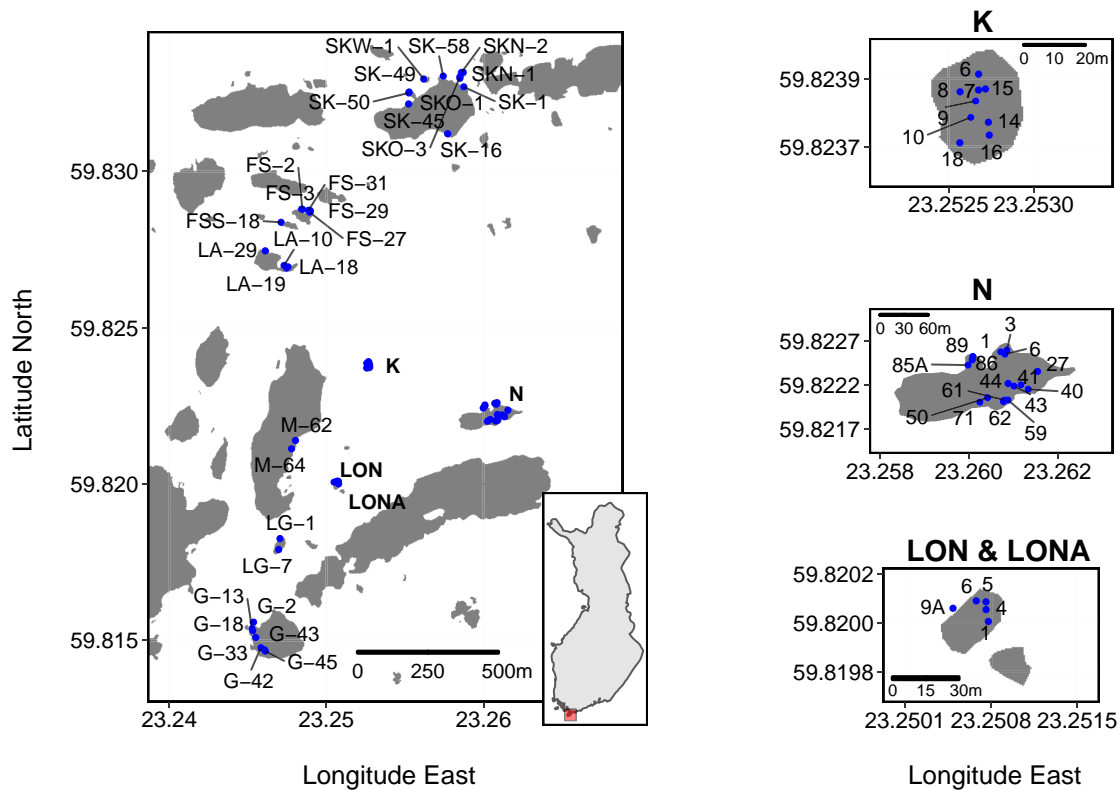 K
SKW−1 SK−58 SKN−2
SK−49 SKN−1
SK−50 SKO−1 SK−1
SK−45
SKO−3 SK−16
59.830
FS−2
FS−31
FS−3
FS−29
FSS−18
FS−27
LA−10
LA−29
LA−18
LA−19
59.825
K
N
M−62
M−64
LON
59.820
LONA
LG−1
LG−7
G−13
G−2
G−18
G−43
59.815
G−33
G−45
G−42
0 250 500m
23.24 23.25 23.26
Longitude East
Latitude North
0 10 20m
59.8239
6
8 7 15
9
10 14
59.8237
18 16
23.2525 23.2530
N
0 30 60m
3
59.8227
89 1 6
85A 86 27
59.8222
44 41
61 40
50 43
59.8217
71 62 59
23.258 23.260 23.262
LON & LONA
59.8202
6 5
9A 4
59.8200
1
59.8198
0 15 30m
23.2501 23.2508 23.2515
Longitude East